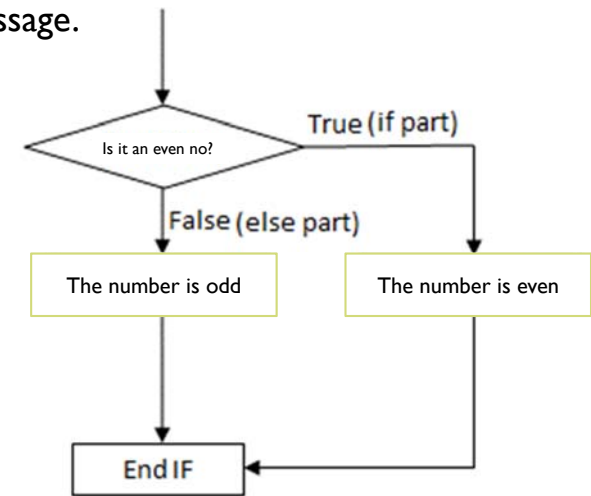 ssage.
Is it an even no?
True (if part)
False (else part)
The number is odd
The number is even
End IF